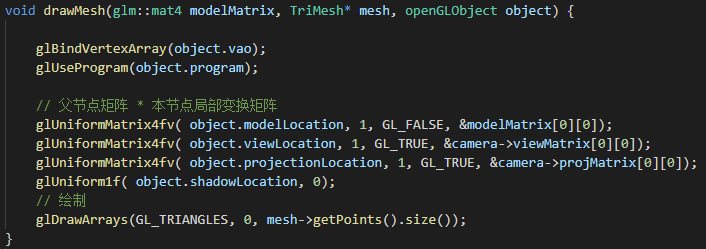 void drawMesh(glm::mat4 modelMatrix, TriMesh* mesh, openGLObject object) {
glBindVertexArray(object.vao);
glUseProgram(object.program);
// 父节点矩阵 * 本节点局部变换矩阵
glUniformMatrix4fv( object.modelLocation, 1, GL_FALSE, &modelMatrix[0][0]);
glUniformMatrix4fv( object.viewLocation, 1, GL_TRUE, &camera->viewMatrix[0][0]);
glUniformMatrix4fv( object.projectionLocation, 1, GL_TRUE, &camera->projMatrix[0][0]);
glUniform1f( object.shadowLocation, 0);
// 绘制
glDrawArrays(GL_TRIANGLES, 0, mesh->getPoints().size());
}